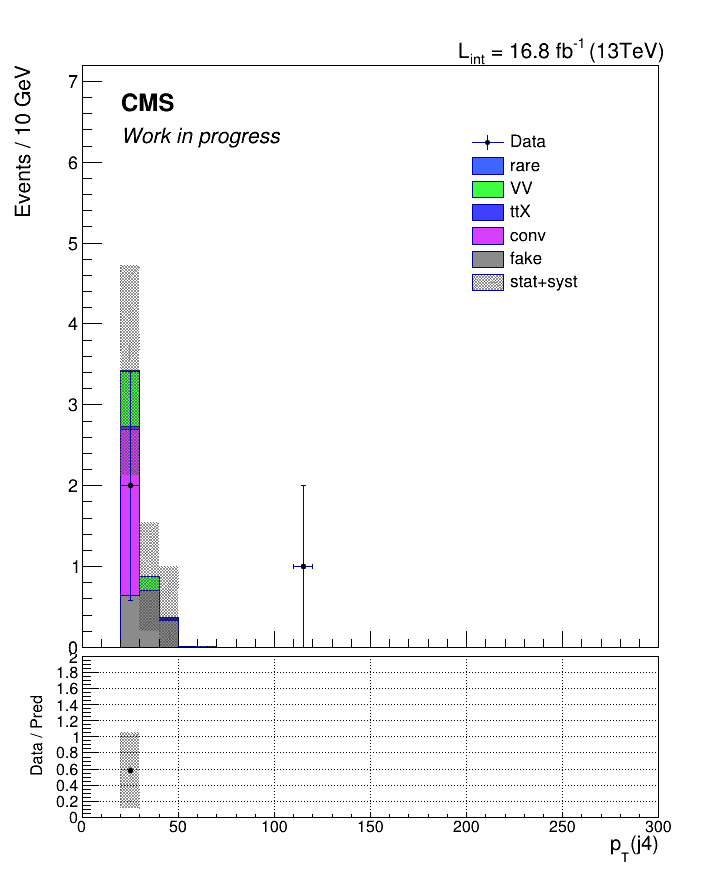 L_int = 16.8 fb^-1 (13TeV)
Events / 10 GeV
CMS
Work in progress
Data
rare
VV
ttX
conv
fake
stat+syst
7
6
5
4
3
2
1
0
Data / Pred
2
1.8
1.6
1.4
1.2
1
0.8
0.6
0.4
0.2
0
0 50 100 150 200 250 300
p_T(j4)